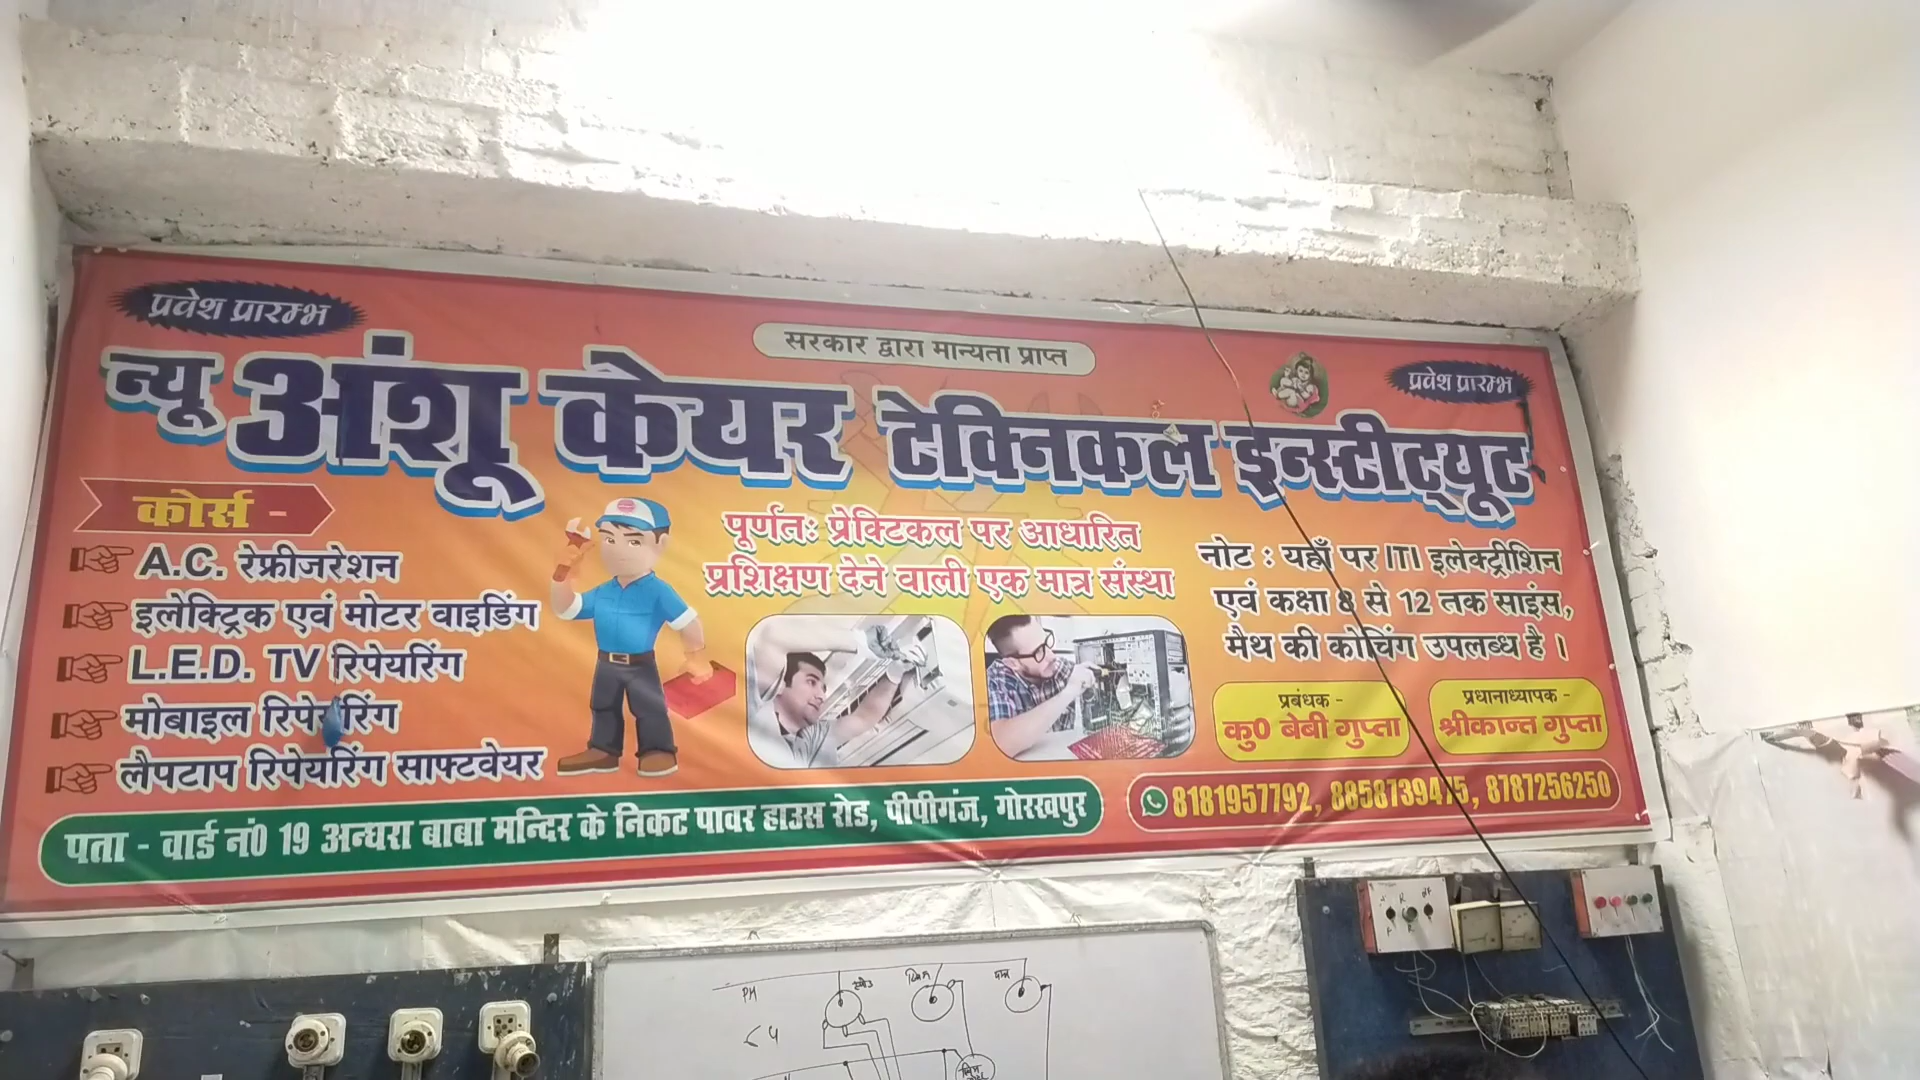 प्रवेश प्रारम्भ
सरकार द्वारा मान्यता प्राप्त
प्रवेश प्रारम्भ
न्यू अंशू केयर टेक्निकल इन्स्टीट्यूट
कोर्स -
A.C. रेफ्रीजरेशन
इलेक्ट्रिक एवं मोटर वाइडिंग
L.E.D. TV रिपेयरिंग
मोबाइल रिपेयरिंग
लैपटाप रिपेयरिंग साफ्टवेयर
पूर्णतः प्रेक्टिकल पर आधारित
प्रशिक्षण देने वाली एक मात्र संस्था
नोट : यहाँ पर ITI इलेक्ट्रीशिन
एवं कक्षा 8 से 12 तक साइंस,
मैथ की कोचिंग उपलब्ध है ।
प्रबंधक -
कु0 बेबी गुप्ता
प्रधानाध्यापक -
श्रीकान्त गुप्ता
पता - वार्ड नं0 19 अन्धरा बाबा मन्दिर के निकट पावर हाउस रोड, पीपीगंज, गोरखपुर
8181957792, 8858739475, 8787256250
PH